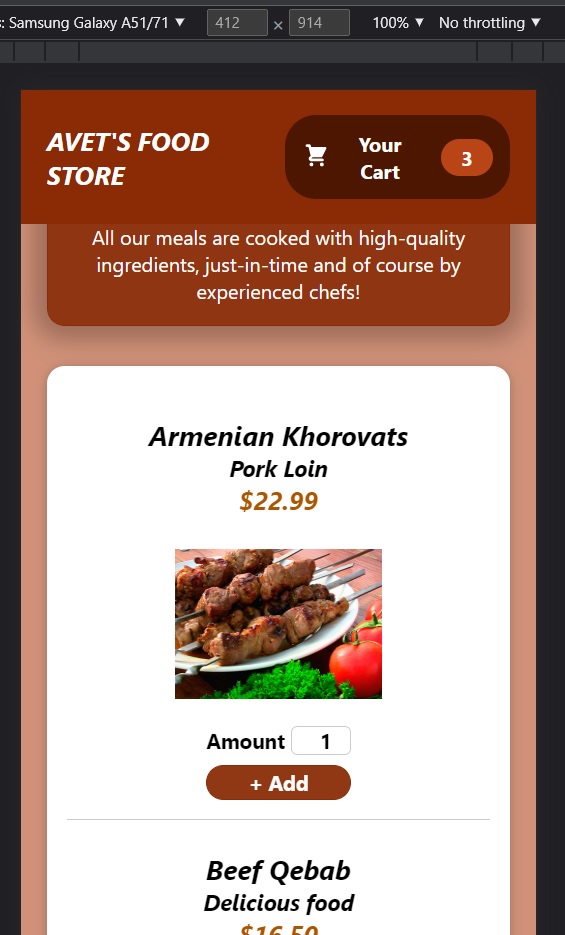 : Samsung Galaxy A51/71 ▼ 412 × 914 100% ▼ No throttling ▼
AVET'S FOOD
STORE
Your
Cart
3
All our meals are cooked with high-quality
ingredients, just-in-time and of course by
experienced chefs!
Armenian Khorovats
Pork Loin
$22.99
Amount 1
+ Add
Beef Qebab
Delicious food
$16.50